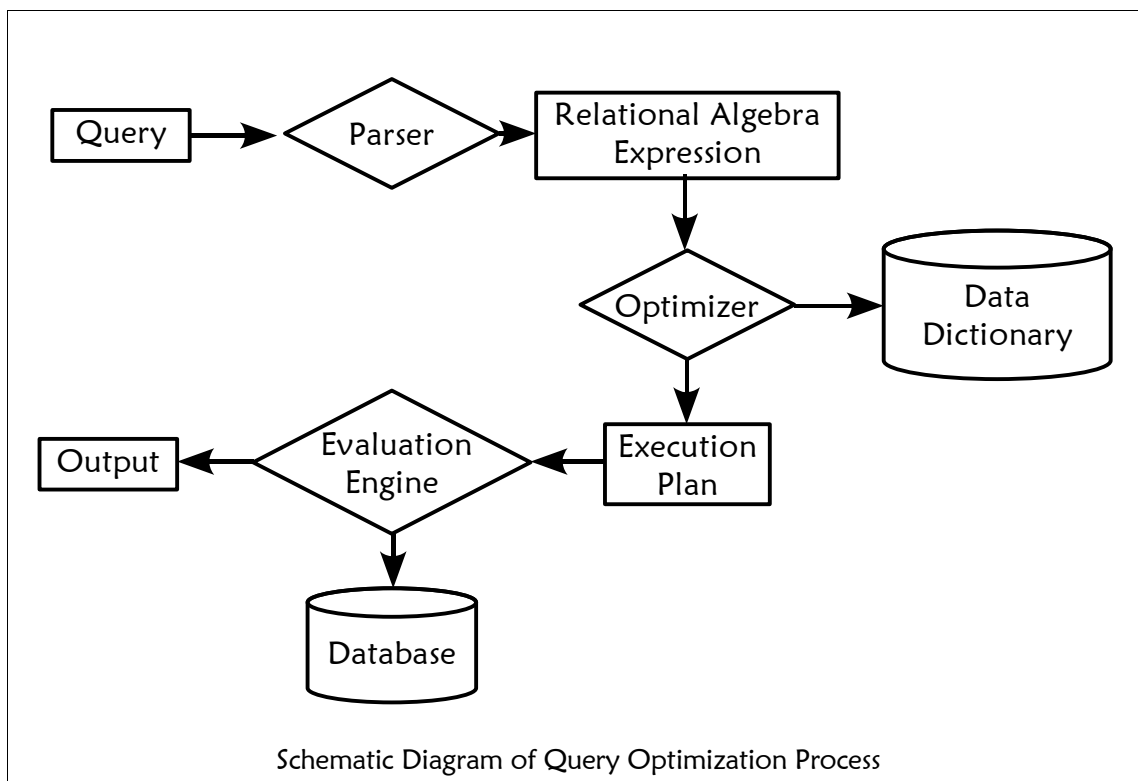 Query
Parser
Relational Algebra
Expression
Optimizer
Data
Dictionary
Execution
Plan
Evaluation
Engine
Output
Database
Schematic Diagram of Query Optimization Process